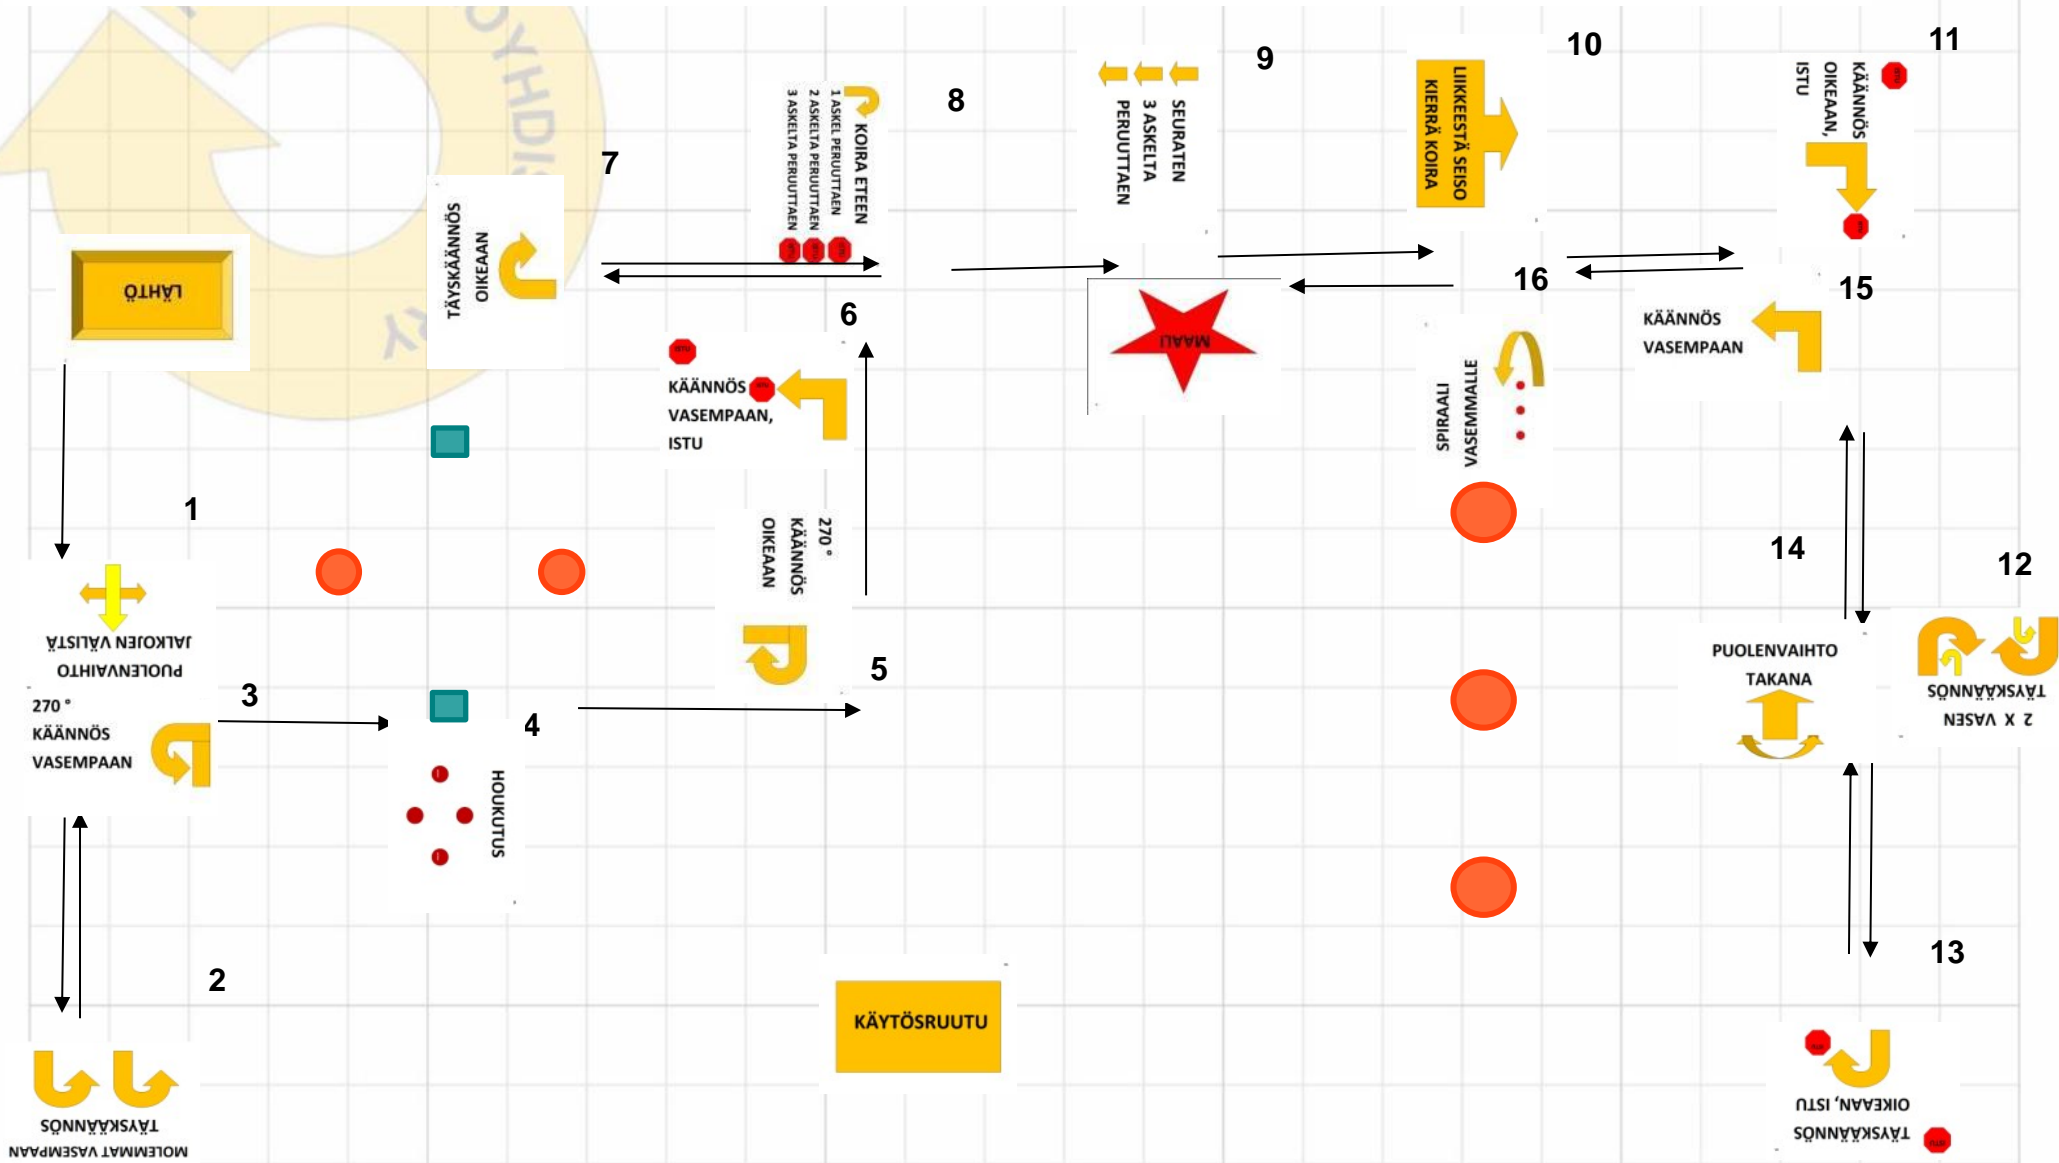 OYHDIS
RY
LÄHTÖ
1
JALKOJEN VÄLISTÄ
PUOLENVAIHTO
2
TÄYSKÄÄNNÖS
MOLEMMAT VASEMPAAN
3
270 °
KÄÄNNÖS
VASEMPAAN
4
HOUKUTUS
5
270 °
KÄÄNNÖS
OIKEAAN
6
KÄÄNNÖS
VASEMPAAN,
ISTU
7
OIKEAAN
TÄYSKÄÄNNÖS
8
KOIRA ETEEN
1 ASKEL PERUUTTAEN
2 ASKELTA PERUUTTAEN
3 ASKELTA PERUUTTAEN
9
SEURATEN
3 ASKELTA
PERUUTTAEN
10
LIIKKEESTÄ SEISO
KIERRÄ KOIRA
11
KÄÄNNÖS
OIKEAAN,
ISTU
12
TÄYSKÄÄNNÖS
2 X VASEN
13
OIKEAAN, ISTU
TÄYSKÄÄNNÖS
14
PUOLENVAIHTO
TAKANA
15
KÄÄNNÖS
VASEMPAAN
16
VASEMMALLE
SPIRAALI
MAALI
KÄYTÖSRUUTU